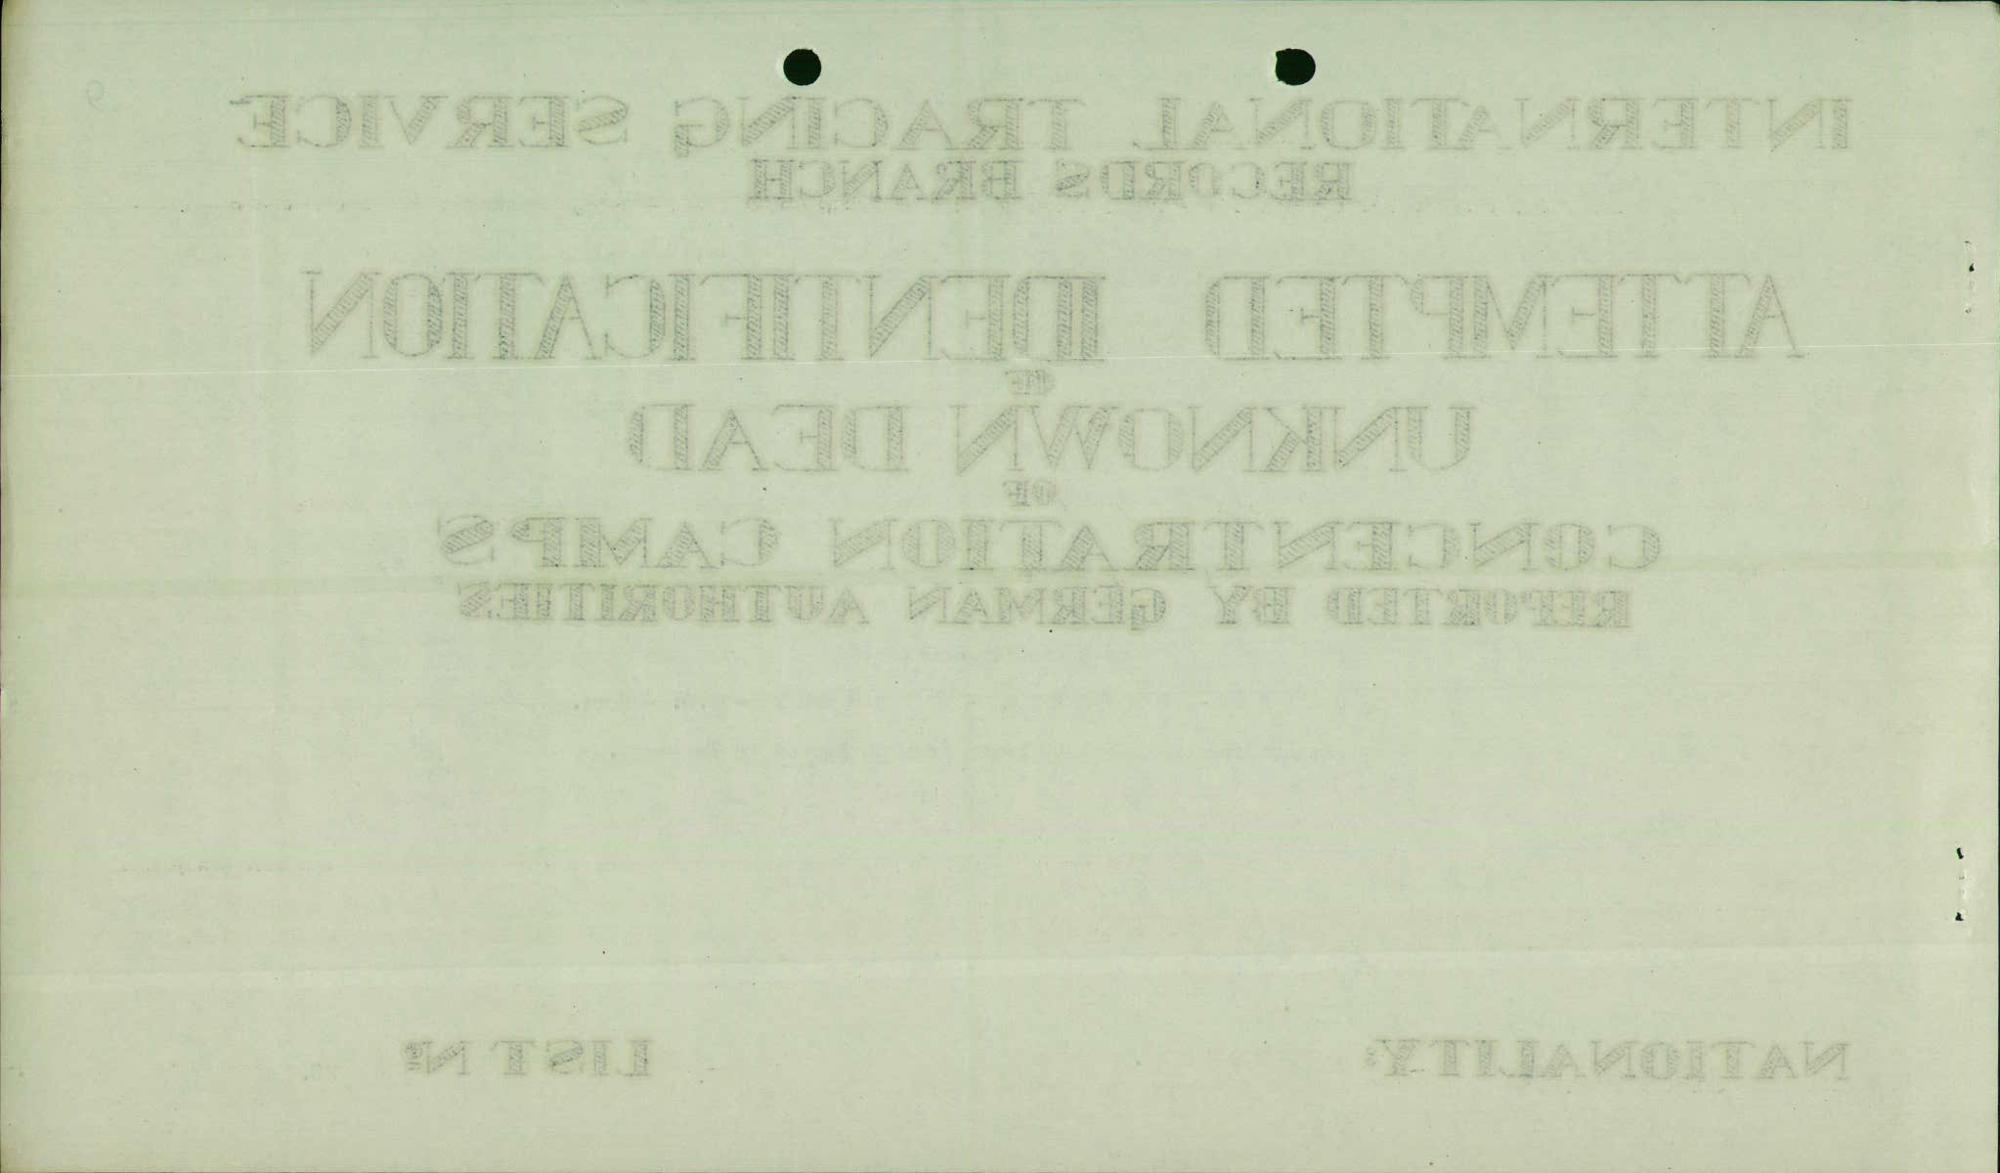 INTERNATIONAL TRACING SERVICE
RECORDS BRANCH
ATTEMPTED IDENTIFICATION
OF
UNKNOWN DEAD
OF
CONCENTRATION CAMPS
REPORTED BY GERMAN AUTHORITIES
NATIONALITY: LIST Nº